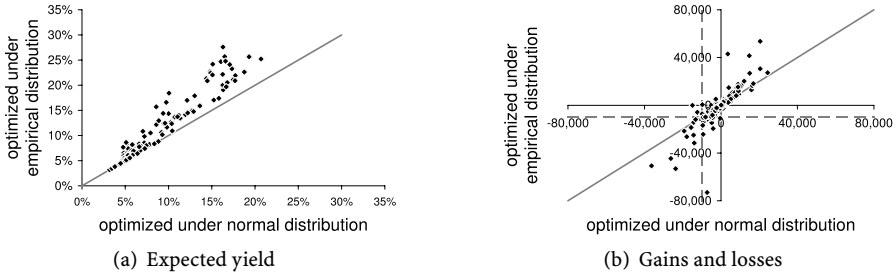 35%
30%
25%
20%
15%
10%
5%
0%
optimized under
empirical distribution
0% 5% 10% 15% 20% 25% 30% 35%
optimized under normal distribution
(a) Expected yield
80,000
40,000
0
-40,000
-80,000
optimized under
empirical distribution
-80,000 -40,000 0 40,000 80,000
optimized under normal distribution
(b) Gains and losses